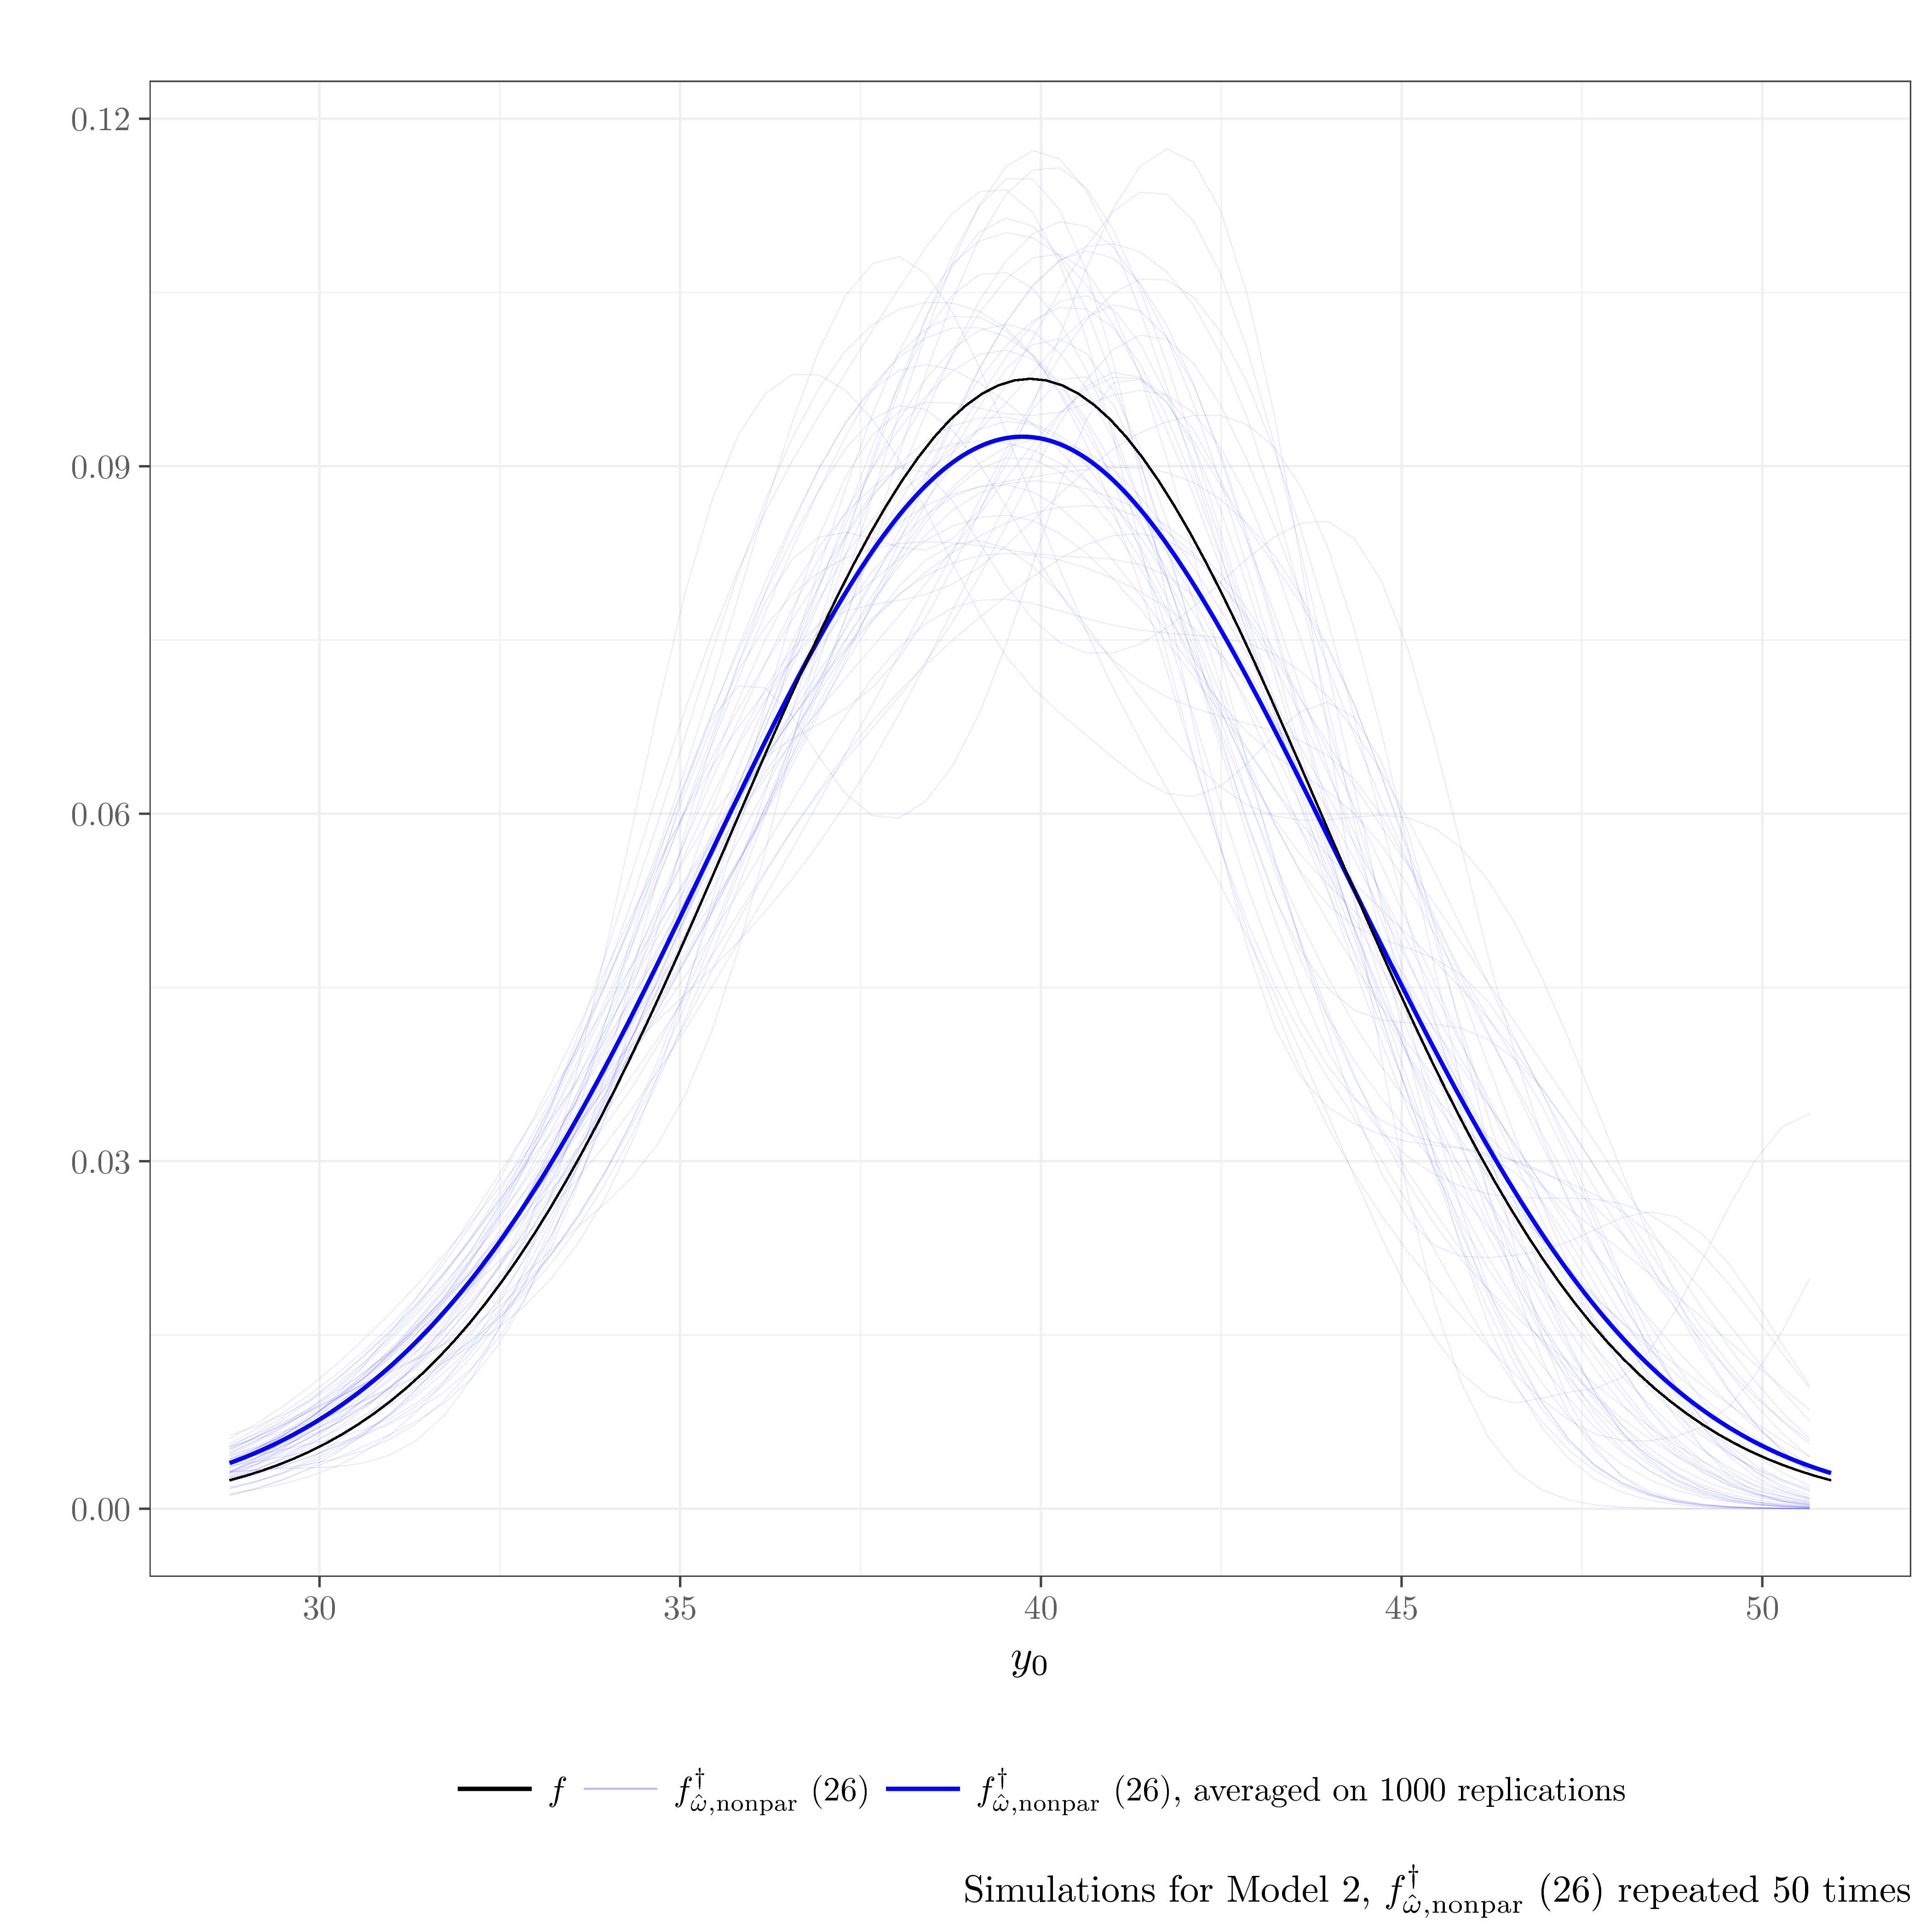 0.12
0.09
0.06
0.03
0.00
30 35 40 45 50
y₀
f f†ω̂,nonpar (26) f†ω̂,nonpar (26), averaged on 1000 replications
Simulations for Model 2, f†ω̂,nonpar (26) repeated 50 times